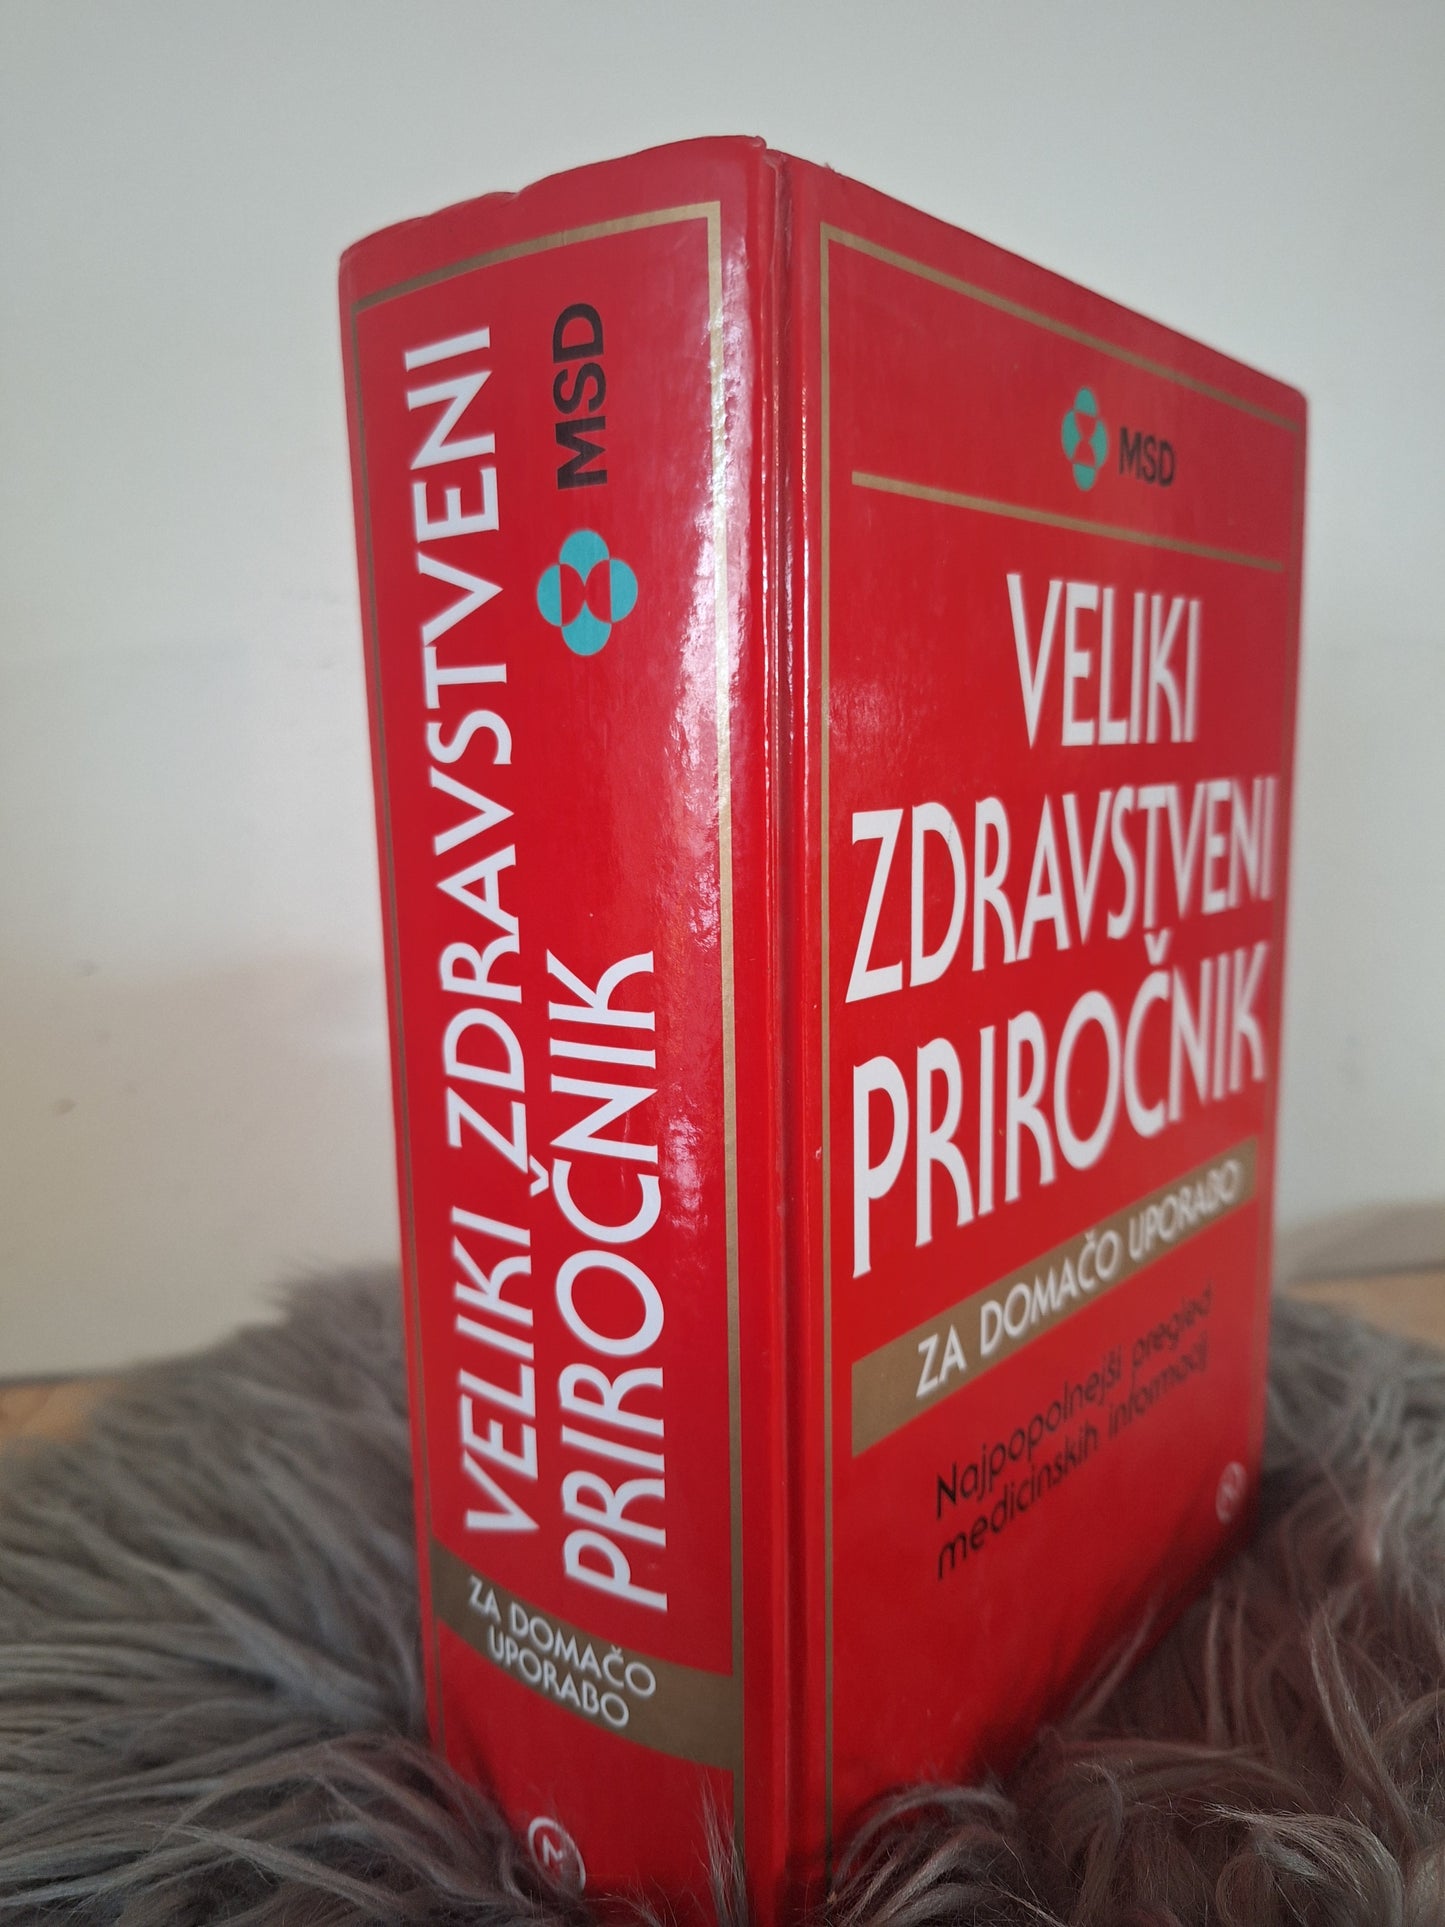 VELIKI ZDRAVSTVENI
PRIROČNIK
MSD
ZA DOMAČO
UPORABO
MSD
VELIKI
ZDRAVSTVENI
PRIROČNIK
ZA DOMAČO UPORABO
Najpopolnejši pregled
medicinskih informacij